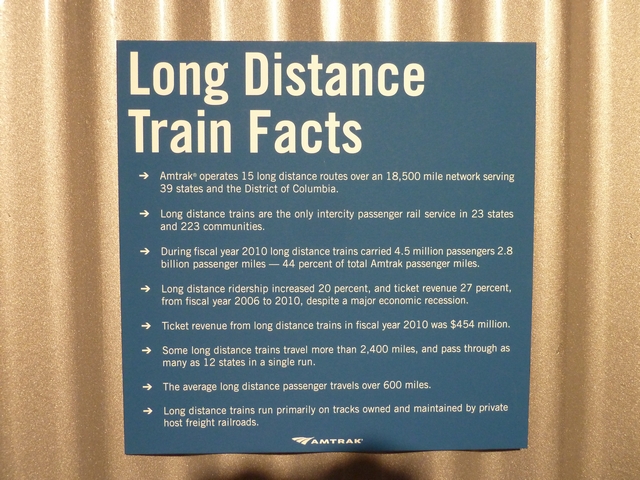 Long Distance
Train Facts
→ Amtrak® operates 15 long distance routes over an 18,500 mile network serving
39 states and the District of Columbia.
→ Long distance trains are the only intercity passenger rail service in 23 states
and 223 communities.
→ During fiscal year 2010 long distance trains carried 4.5 million passengers 2.8
billion passenger miles — 44 percent of total Amtrak passenger miles.
→ Long distance ridership increased 20 percent, and ticket revenue 27 percent,
from fiscal year 2006 to 2010, despite a major economic recession.
→ Ticket revenue from long distance trains in fiscal year 2010 was $454 million.
→ Some long distance trains travel more than 2,400 miles, and pass through as
many as 12 states in a single run.
→ The average long distance passenger travels over 600 miles.
→ Long distance trains run primarily on tracks owned and maintained by private
host freight railroads.
AMTRAK®